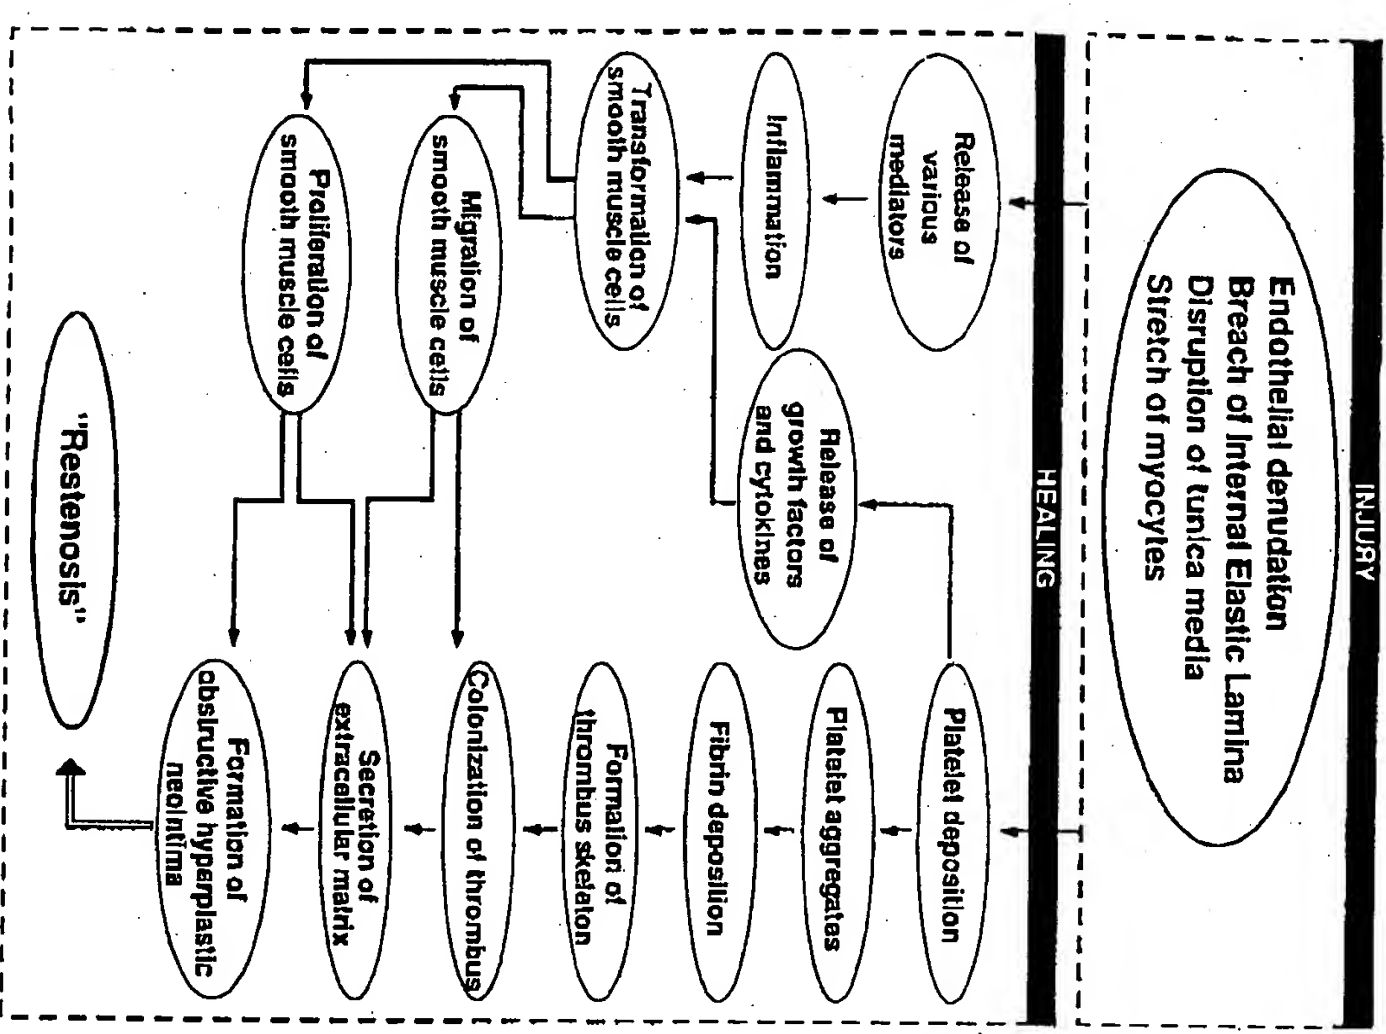 INJURY
Endothelial denudation
Breach of Internal Elastic Lamina
Disruption of tunica media
Stretch of myocytes
HEALING
Release of
various
mediators
Inflammation
Transformation of
smooth muscle cells
Migration of
smooth muscle cells
Proliferation of
smooth muscle cells
Release of
growth factors
and cytokines
Platelet deposition
Platelet aggregates
Fibrin deposition
Formation of
thrombus skeleton
Colonization of thrombus
Secretion of
extracellular matrix
Formation of
obstructive hyperplastic
neointima
"Restenosis"